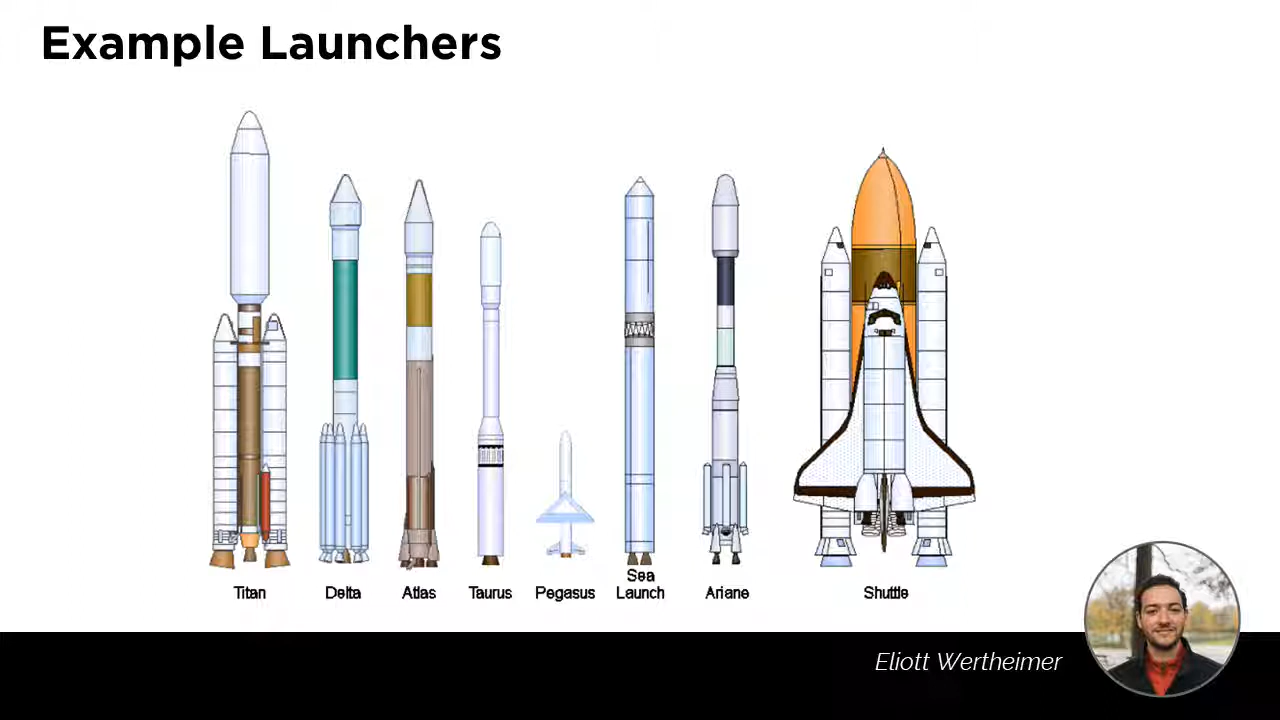 Example Launchers
Titan
Delta
Atlas
Taurus
Pegasus
Sea
Launch
Ariane
Shuttle
Eliott Wertheimer